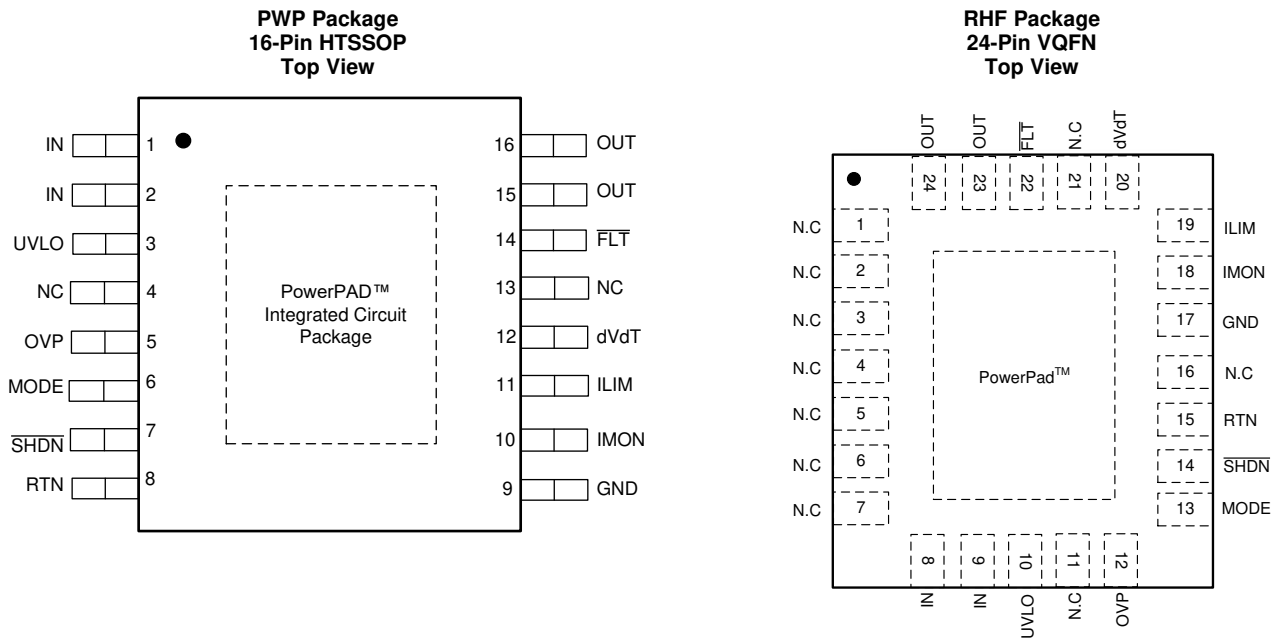 PWP Package
16-Pin HTSSOP
Top View
IN 1
IN 2
UVLO 3
NC 4
OVP 5
MODE 6
SHDN 7
RTN 8
16 OUT
15 OUT
14 FLT
13 NC
12 dVdT
11 ILIM
10 IMON
9 GND
PowerPAD™
Integrated Circuit
Package
RHF Package
24-Pin VQFN
Top View
OUT 24
OUT 23
FLT 22
N.C 21
dVdT 20
N.C 1
N.C 2
N.C 3
N.C 4
N.C 5
N.C 6
N.C 7
PowerPad™
19 ILIM
18 IMON
17 GND
16 N.C
15 RTN
14 SHDN
13 MODE
8 IN
9 IN
10 UVLO
11 N.C
12 OVP